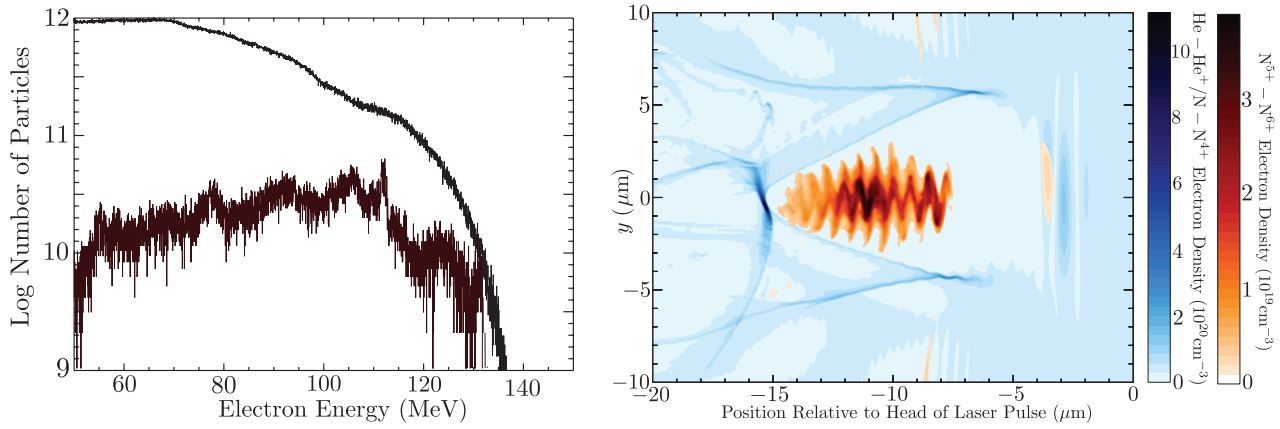 12
11
10
9
Log Number of Particles
60 80 100 120 140
Electron Energy (MeV)
10
5
0
−5
−10
y (μm)
−20 −15 −10 −5 0
Position Relative to Head of Laser Pulse (μm)
10
8
6
4
2
0
He − He⁺/N − N⁴⁺ Electron Density (10²⁰cm⁻³)
3
2
1
0
N⁵⁺ − N⁶⁺ Electron Density (10¹⁹cm⁻³)